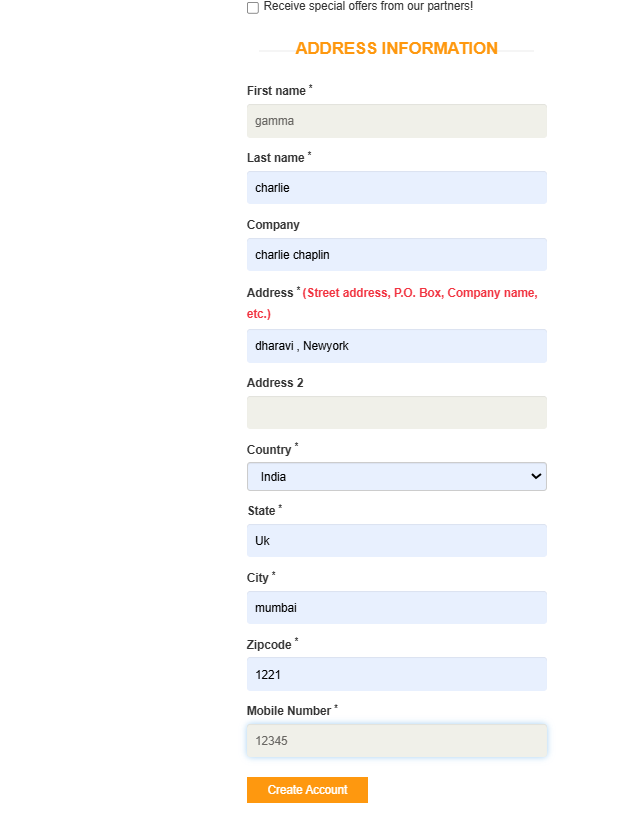 Receive special offers from our partners!
ADDRESS INFORMATION
First name *
gamma
Last name *
charlie
Company
charlie chaplin
Address * (Street address, P.O. Box, Company name,
etc.)
dharavi , Newyork
Address 2
Country *
India
State *
Uk
City *
mumbai
Zipcode *
1221
Mobile Number *
12345
Create Account